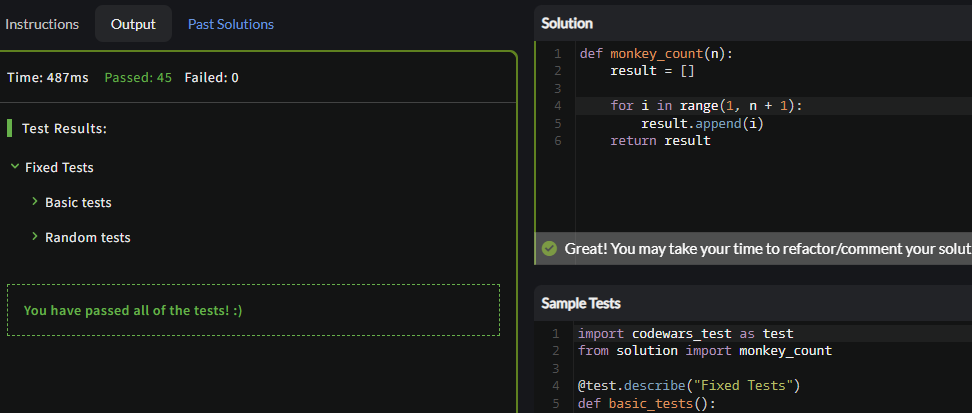 Instructions
Output
Past Solutions
Time: 487ms Passed: 45 Failed: 0
Test Results:
Fixed Tests
Basic tests
Random tests
You have passed all of the tests! :)
Solution
1 def monkey_count(n):
2     result = []
3
4     for i in range(1, n + 1):
5         result.append(i)
6     return result
Great! You may take your time to refactor/comment your solut
Sample Tests
1 import codewars_test as test
2 from solution import monkey_count
3
4 @test.describe("Fixed Tests")
5 def basic_tests():